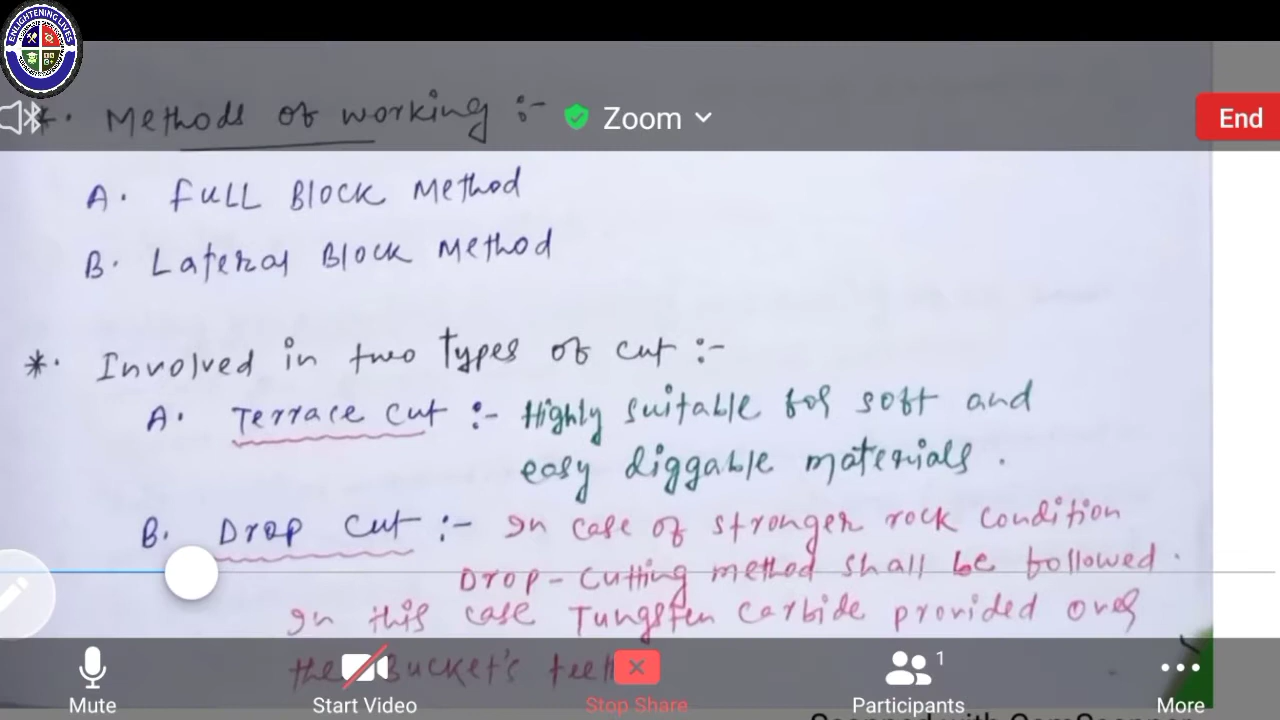 ENLIGHTENING LIVES
*. Methods of working :-
Zoom
End
A. Full Block Method
B. Lateral Block Method
*. Involved in two types of cut :-
A. Terrace cut :- Highly suitable for soft and
easy diggable materials.
B. Drop cut :- In case of stronger rock condition
Drop-cutting method shall be followed.
In this case Tungsten carbide provided over
the Bucket's teeth
Mute
Start Video
Stop Share
Participants
1
More